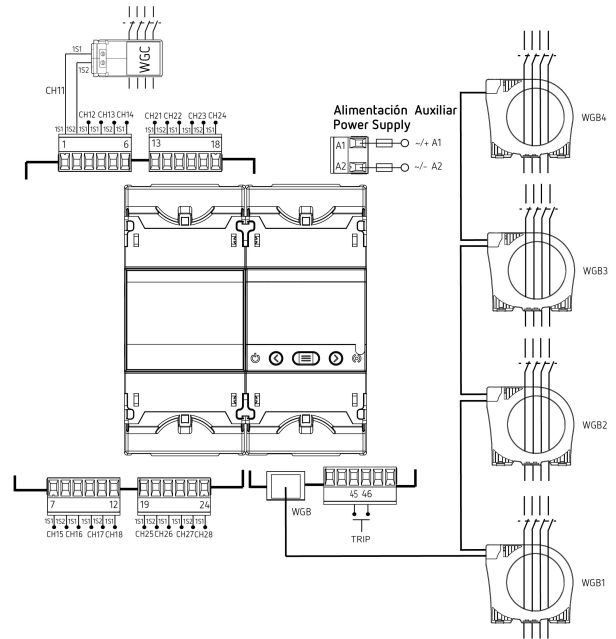 1S1
1S2
WGC
CH11
CH12 CH13 CH14
1S1 1S2 1S1 1S1 1S2 1S1
1 6
CH21 CH22 CH23 CH24
1S1 1S2 1S1 1S1 1S2 1S1
13 18
Alimentación Auxiliar
Power Supply
A1 ~/+ A1
A2 ~/- A2
WGB4
WGB3
WGB2
WGB1
7 12
1S1 1S2 1S1 1S1 1S2 1S1
CH15 CH16 CH17 CH18
19 24
1S1 1S2 1S1 1S1 1S2 1S1
CH25 CH26 CH27 CH28
WGB
45 46
TRIP